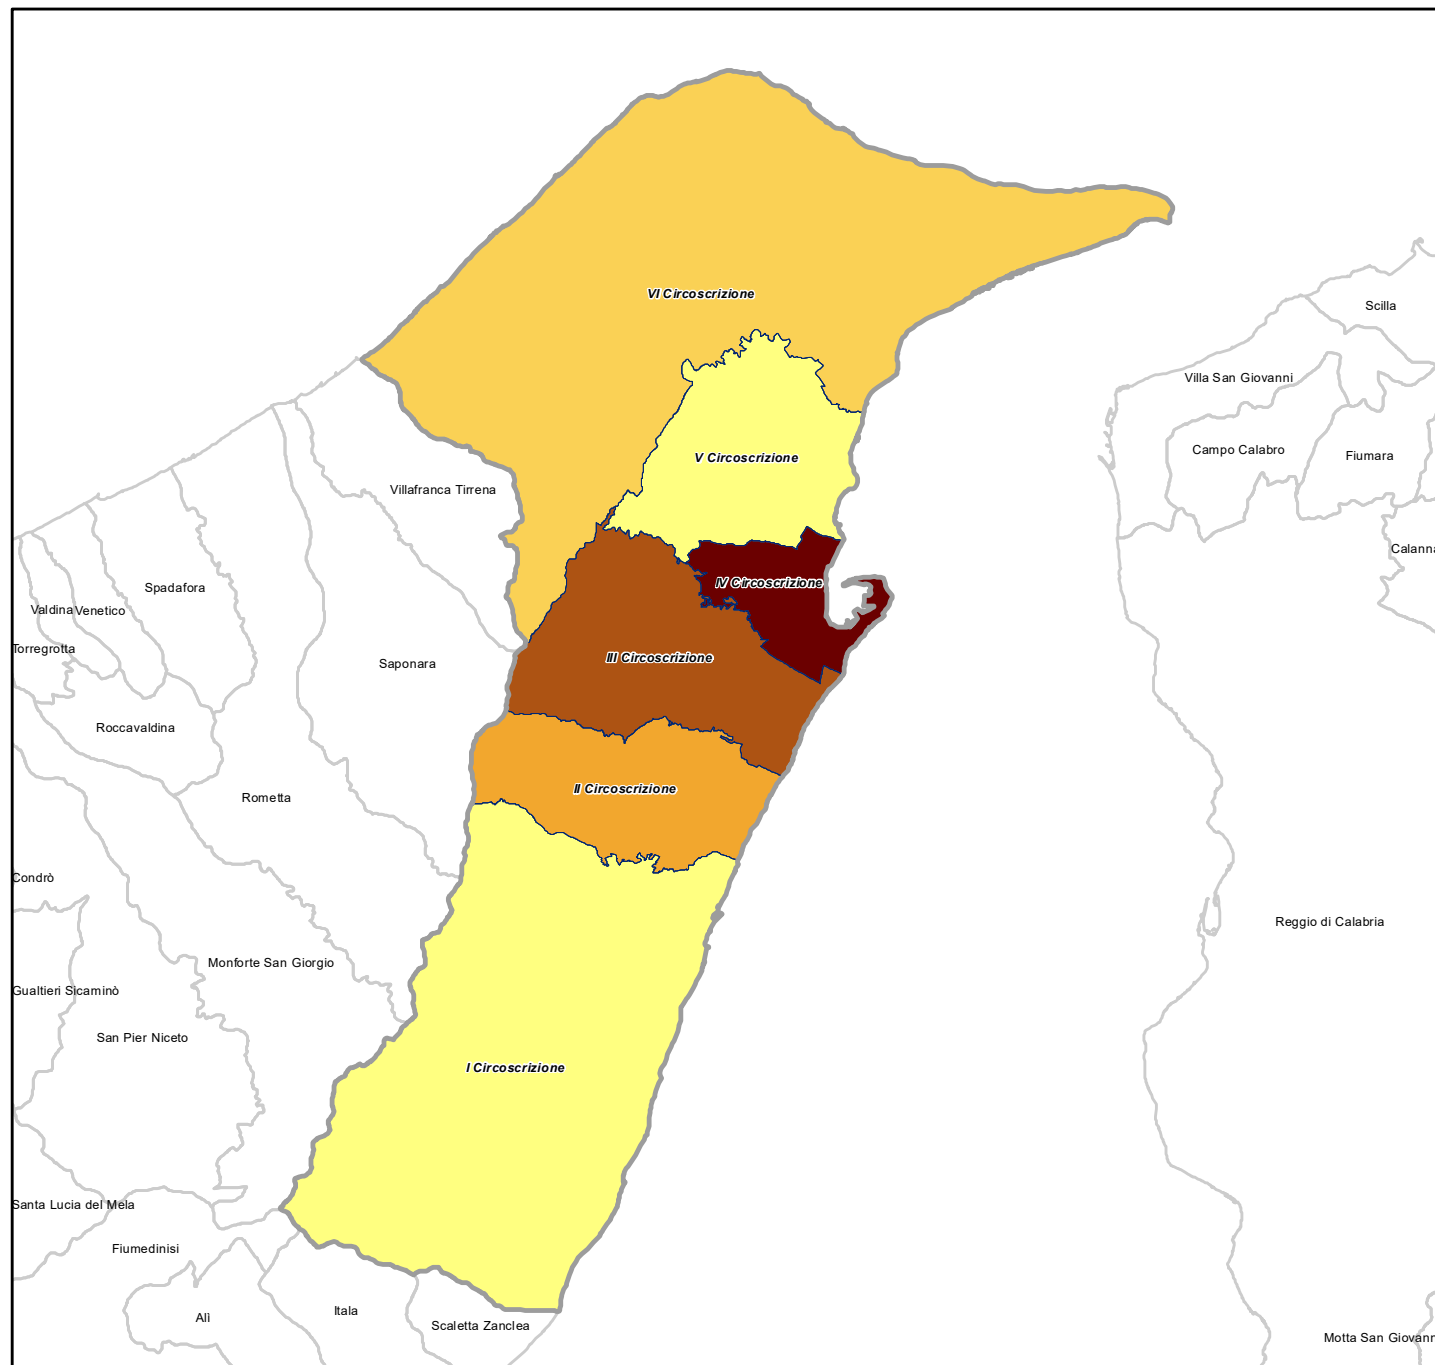 VI Circoscrizione
Scilla
Villa San Giovanni
Campo Calabro
Fiumara
V Circoscrizione
Villafranca Tirrena
Calanna
IV Circoscrizione
Spadafora
Valdina
Venetico
Torregrotta
III Circoscrizione
Saponara
Roccavaldina
II Circoscrizione
Rometta
Condrò
Reggio di Calabria
Monforte San Giorgio
Gualtieri Sicaminò
San Pier Niceto
I Circoscrizione
Santa Lucia del Mela
Fiumedinisi
Itala
Alì
Scaletta Zanclea
Motta San Giovann